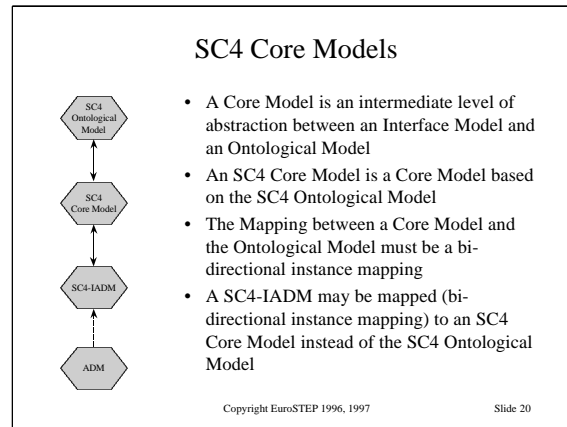 SC4 Core Models
SC4
Ontological
Model
SC4
Core Model
SC4-IADM
ADM
• A Core Model is an intermediate level of
abstraction between an Interface Model and
an Ontological Model
• An SC4 Core Model is a Core Model based
on the SC4 Ontological Model
• The Mapping between a Core Model and
the Ontological Model must be a bi-
directional instance mapping
• A SC4-IADM may be mapped (bi-
directional instance mapping) to an SC4
Core Model instead of the SC4 Ontological
Model
Copyright EuroSTEP 1996, 1997
Slide 20